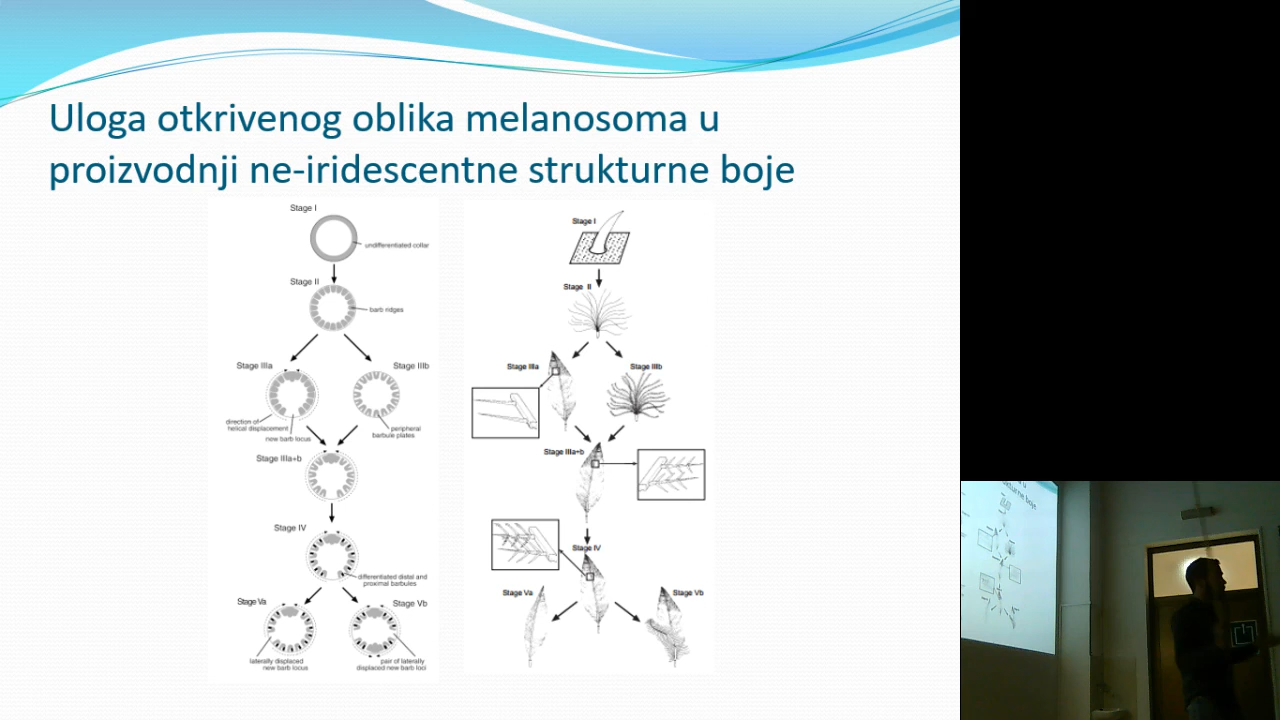 Uloga otkrivenog oblika melanosoma u
proizvodnji ne-iridescentne strukturne boje
Stage I
undifferentiated collar
Stage II
barb ridges
Stage IIIa
Stage IIIb
direction of
helical displacement
new barb locus
peripheral
barbule plates
Stage IIIa+b
Stage IV
differentiated distal and
proximal barbules
Stage Va
Stage Vb
laterally displaced
new barb locus
pair of laterally
displaced new barb loci
Stage I
Stage II
Stage IIIa
Stage IIIb
Stage IIIa+b
Stage IV
Stage Va
Stage Vb